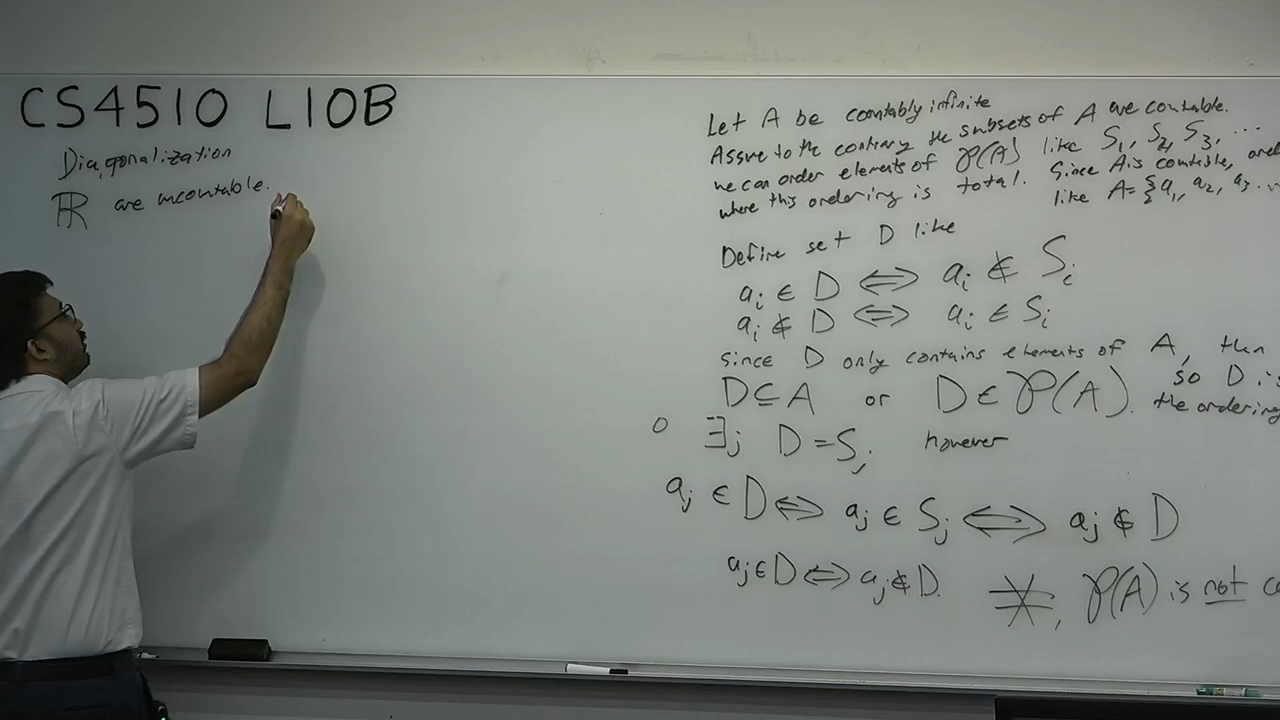 CS4510 L10B
Diagonalization
ℝ are uncountable.
Let A be countably infinite
Assume to the contrary the subsets of A are countable.
we can order elements of 𝒫(A) like S₁, S₂, S₃, ...
where this ordering is total. Since A is countable,
like A = {a₁, a₂, a₃ ..
Define set D like
aᵢ ∈ D ⟺ aᵢ ∉ Sᵢ
aᵢ ∉ D ⟺ aᵢ ∈ Sᵢ
since D only contains elements of A, then
D ⊆ A or D ∈ 𝒫(A). so D is
the ordering
∃j D = Sⱼ however
aⱼ ∈ D ⟺ aⱼ ∈ Sⱼ ⟺ aⱼ ∉ D
aⱼ ∈ D ⟺ aⱼ ∉ D. ※, 𝒫(A) is not